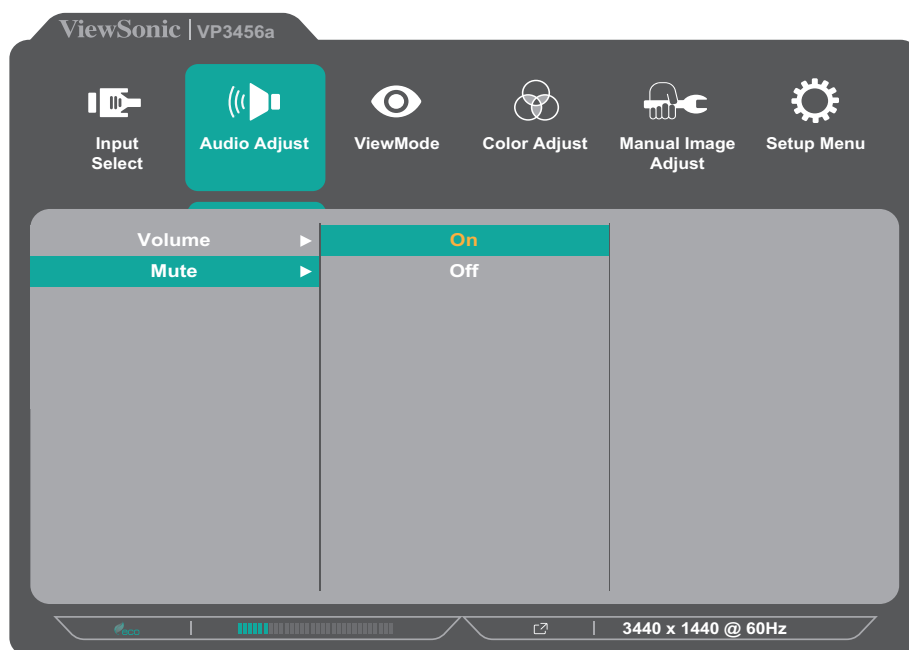 ViewSonic | VP3456a
Input Select
Audio Adjust
ViewMode
Color Adjust
Manual Image Adjust
Setup Menu
Volume
On
Mute
Off
eco
3440 x 1440 @ 60Hz